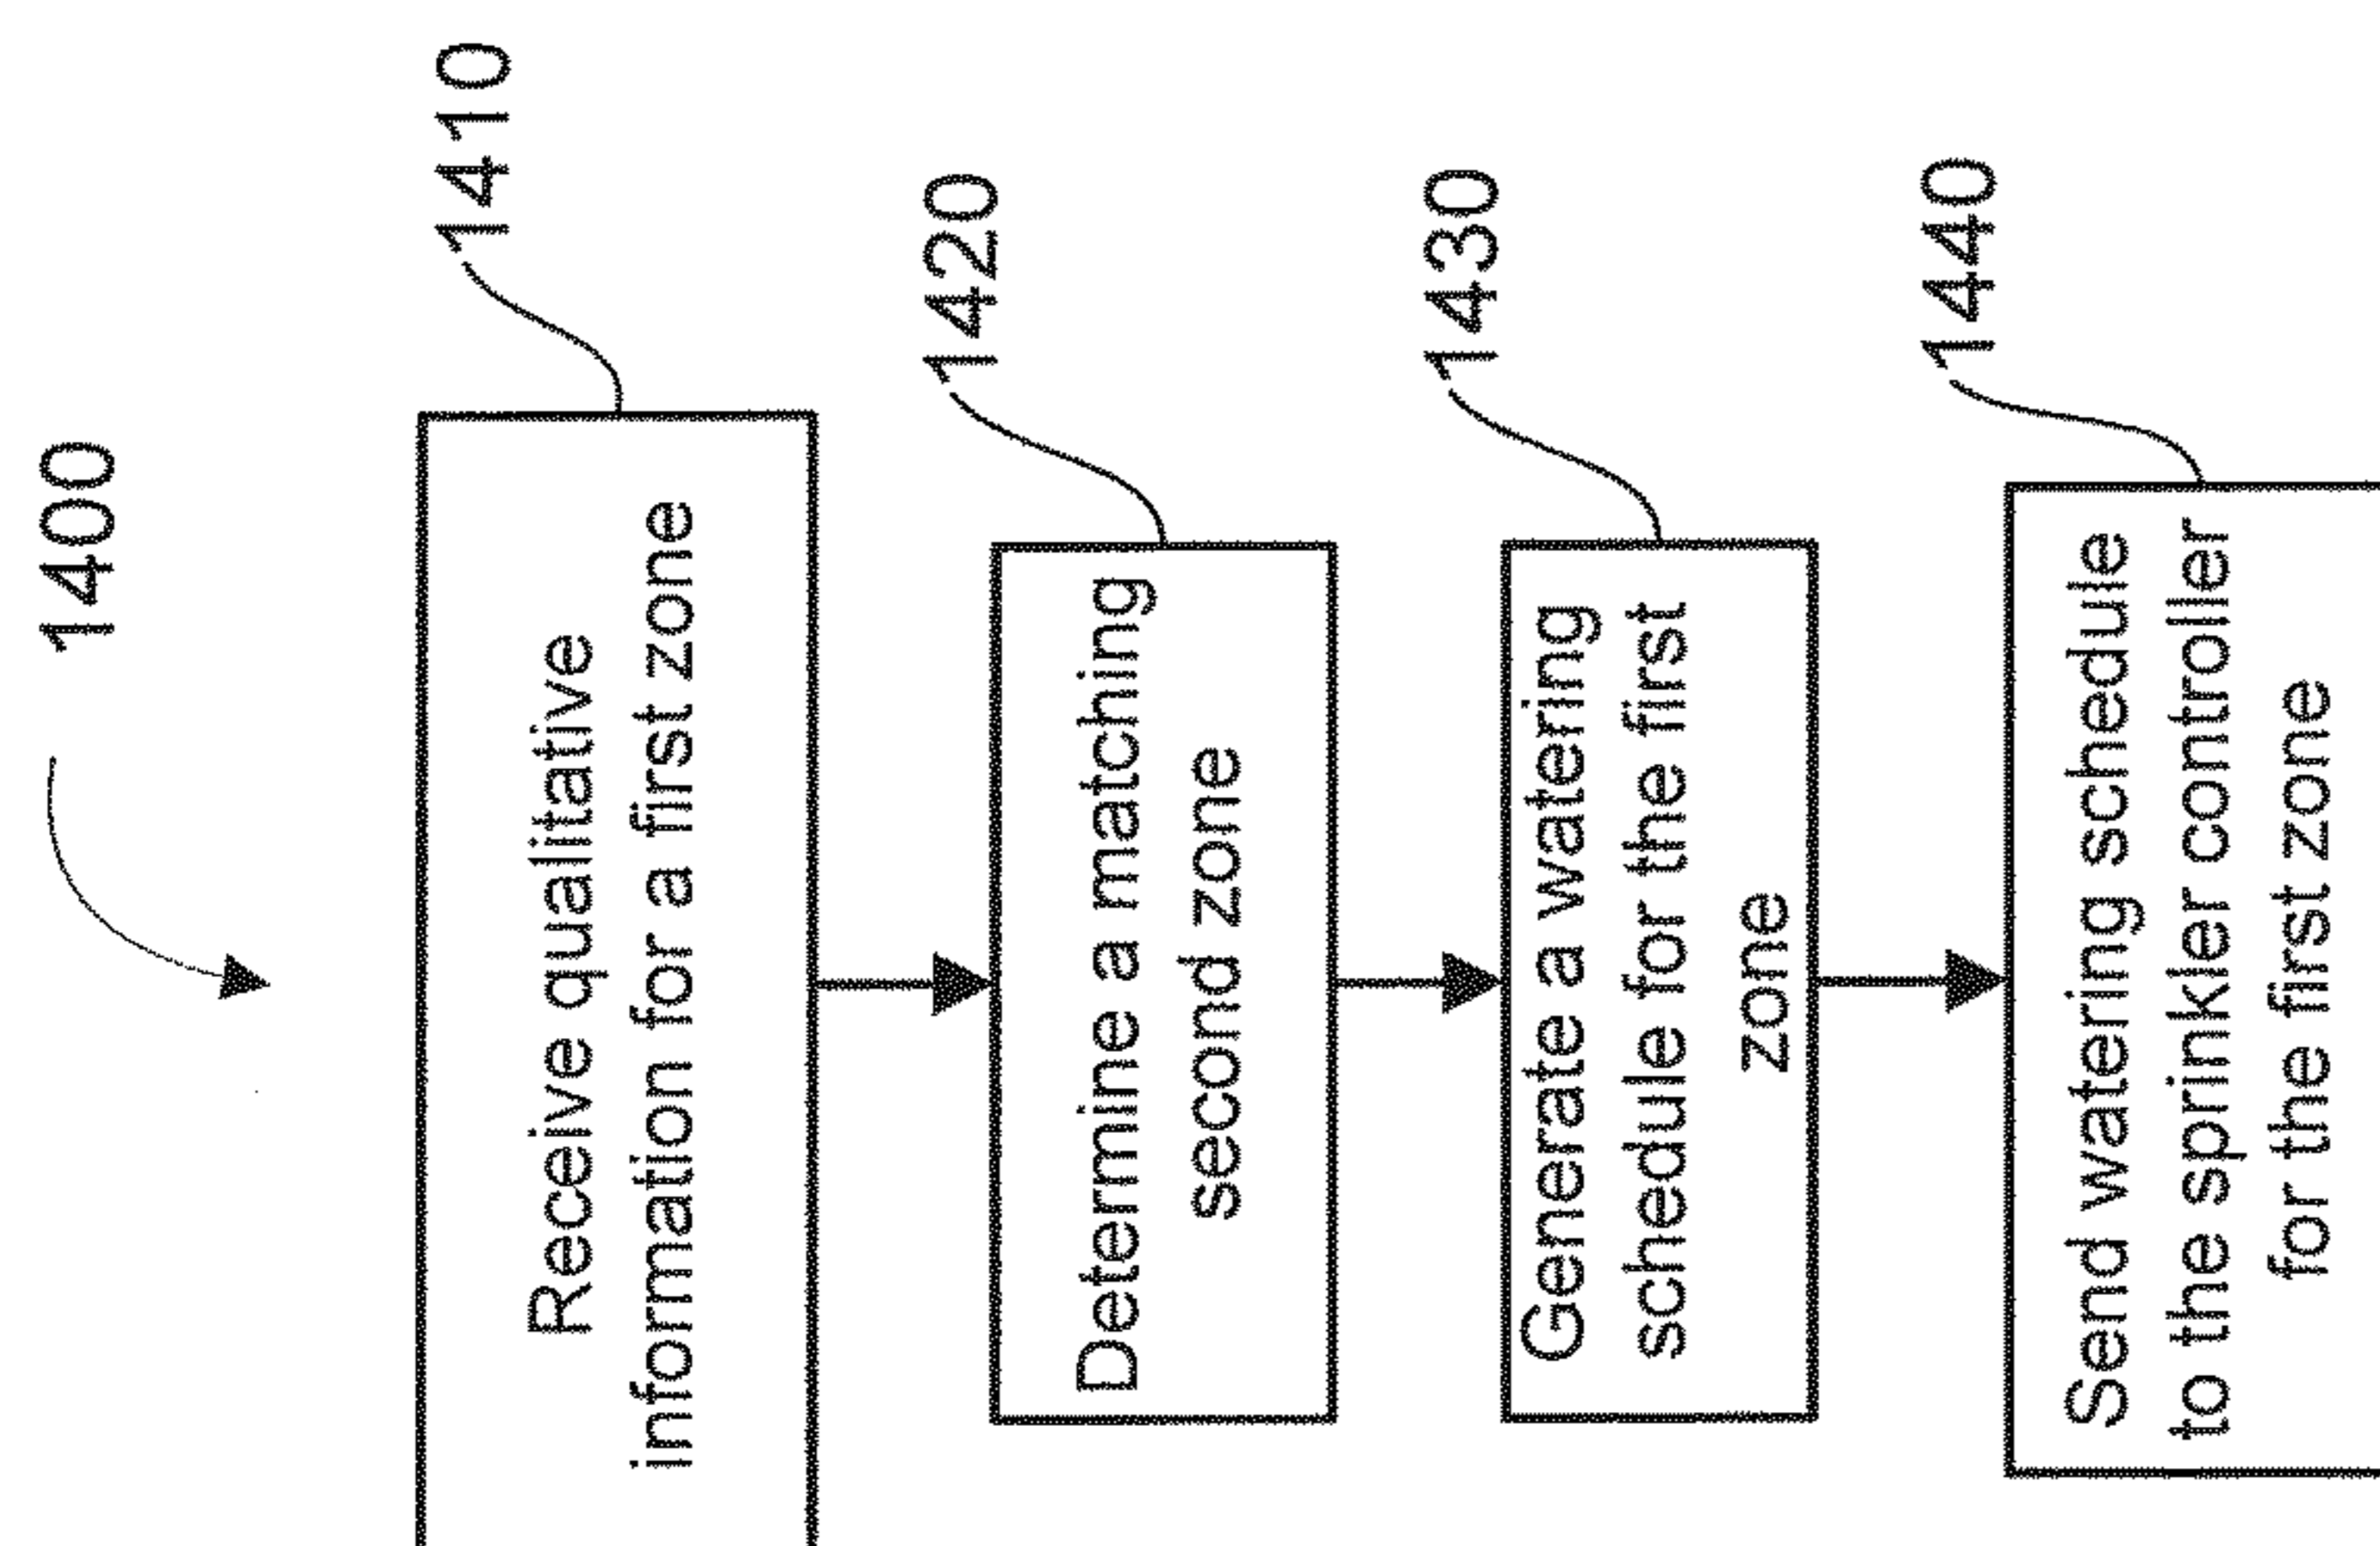 1400
1410
Receive qualitative
information for a first zone
1420
Determine a matching
second zone
1430
Generate a watering
schedule for the first
zone
1440
Send watering schedule
to the sprinkler controller
for the first zone